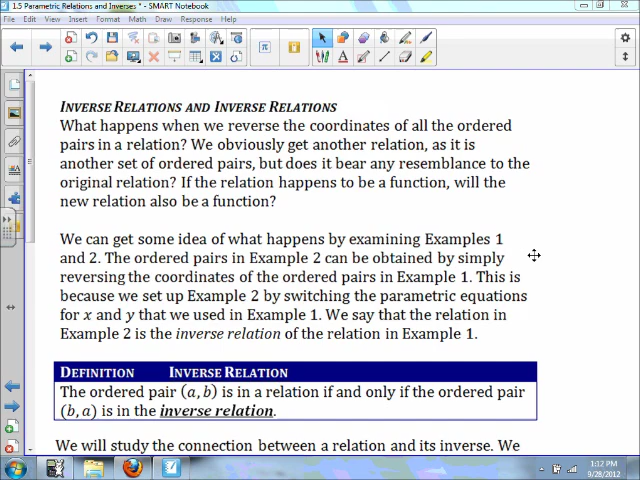 1.5 Parametric Relations and Inverses * - SMART Notebook
File Edit View Insert Format Math Draw Response Help
INVERSE RELATIONS AND INVERSE RELATIONS
What happens when we reverse the coordinates of all the ordered
pairs in a relation? We obviously get another relation, as it is
another set of ordered pairs, but does it bear any resemblance to the
original relation? If the relation happens to be a function, will the
new relation also be a function?
We can get some idea of what happens by examining Examples 1
and 2. The ordered pairs in Example 2 can be obtained by simply
reversing the coordinates of the ordered pairs in Example 1. This is
because we set up Example 2 by switching the parametric equations
for x and y that we used in Example 1. We say that the relation in
Example 2 is the inverse relation of the relation in Example 1.
DEFINITION INVERSE RELATION
The ordered pair (a, b) is in a relation if and only if the ordered pair
(b, a) is in the inverse relation.
We will study the connection between a relation and its inverse. We
1:12 PM
9/28/2012